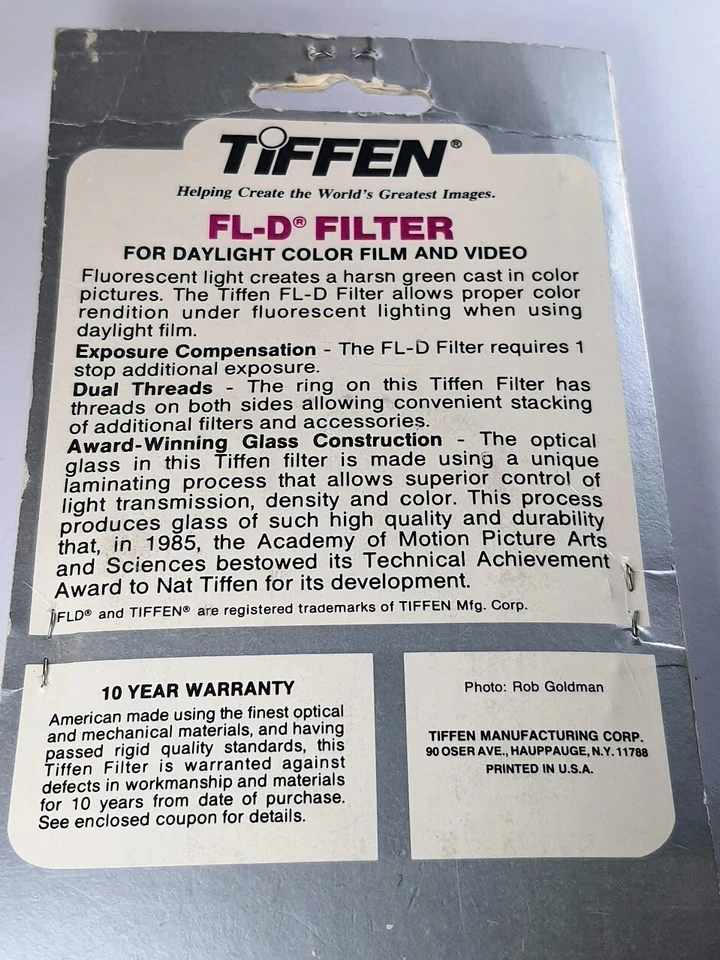 TIFFEN®
Helping Create the World's Greatest Images.
FL-D® FILTER
FOR DAYLIGHT COLOR FILM AND VIDEO
Fluorescent light creates a harsh green cast in color
pictures. The Tiffen FL-D Filter allows proper color
rendition under fluorescent lighting when using
daylight film.
Exposure Compensation - The FL-D Filter requires 1
stop additional exposure.
Dual Threads - The ring on this Tiffen Filter has
threads on both sides allowing convenient stacking
of additional filters and accessories.
Award-Winning Glass Construction - The optical
glass in this Tiffen filter is made using a unique
laminating process that allows superior control of
light transmission, density and color. This process
produces glass of such high quality and durability
that, in 1985, the Academy of Motion Picture Arts
and Sciences bestowed its Technical Achievement
Award to Nat Tiffen for its development.
FLD® and TIFFEN® are registered trademarks of TIFFEN Mfg. Corp.
10 YEAR WARRANTY
American made using the finest optical
and mechanical materials, and having
passed rigid quality standards, this
Tiffen Filter is warranted against
defects in workmanship and materials
for 10 years from date of purchase.
See enclosed coupon for details.
Photo: Rob Goldman
TIFFEN MANUFACTURING CORP.
90 OSER AVE., HAUPPAUGE, N.Y. 11788
PRINTED IN U.S.A.